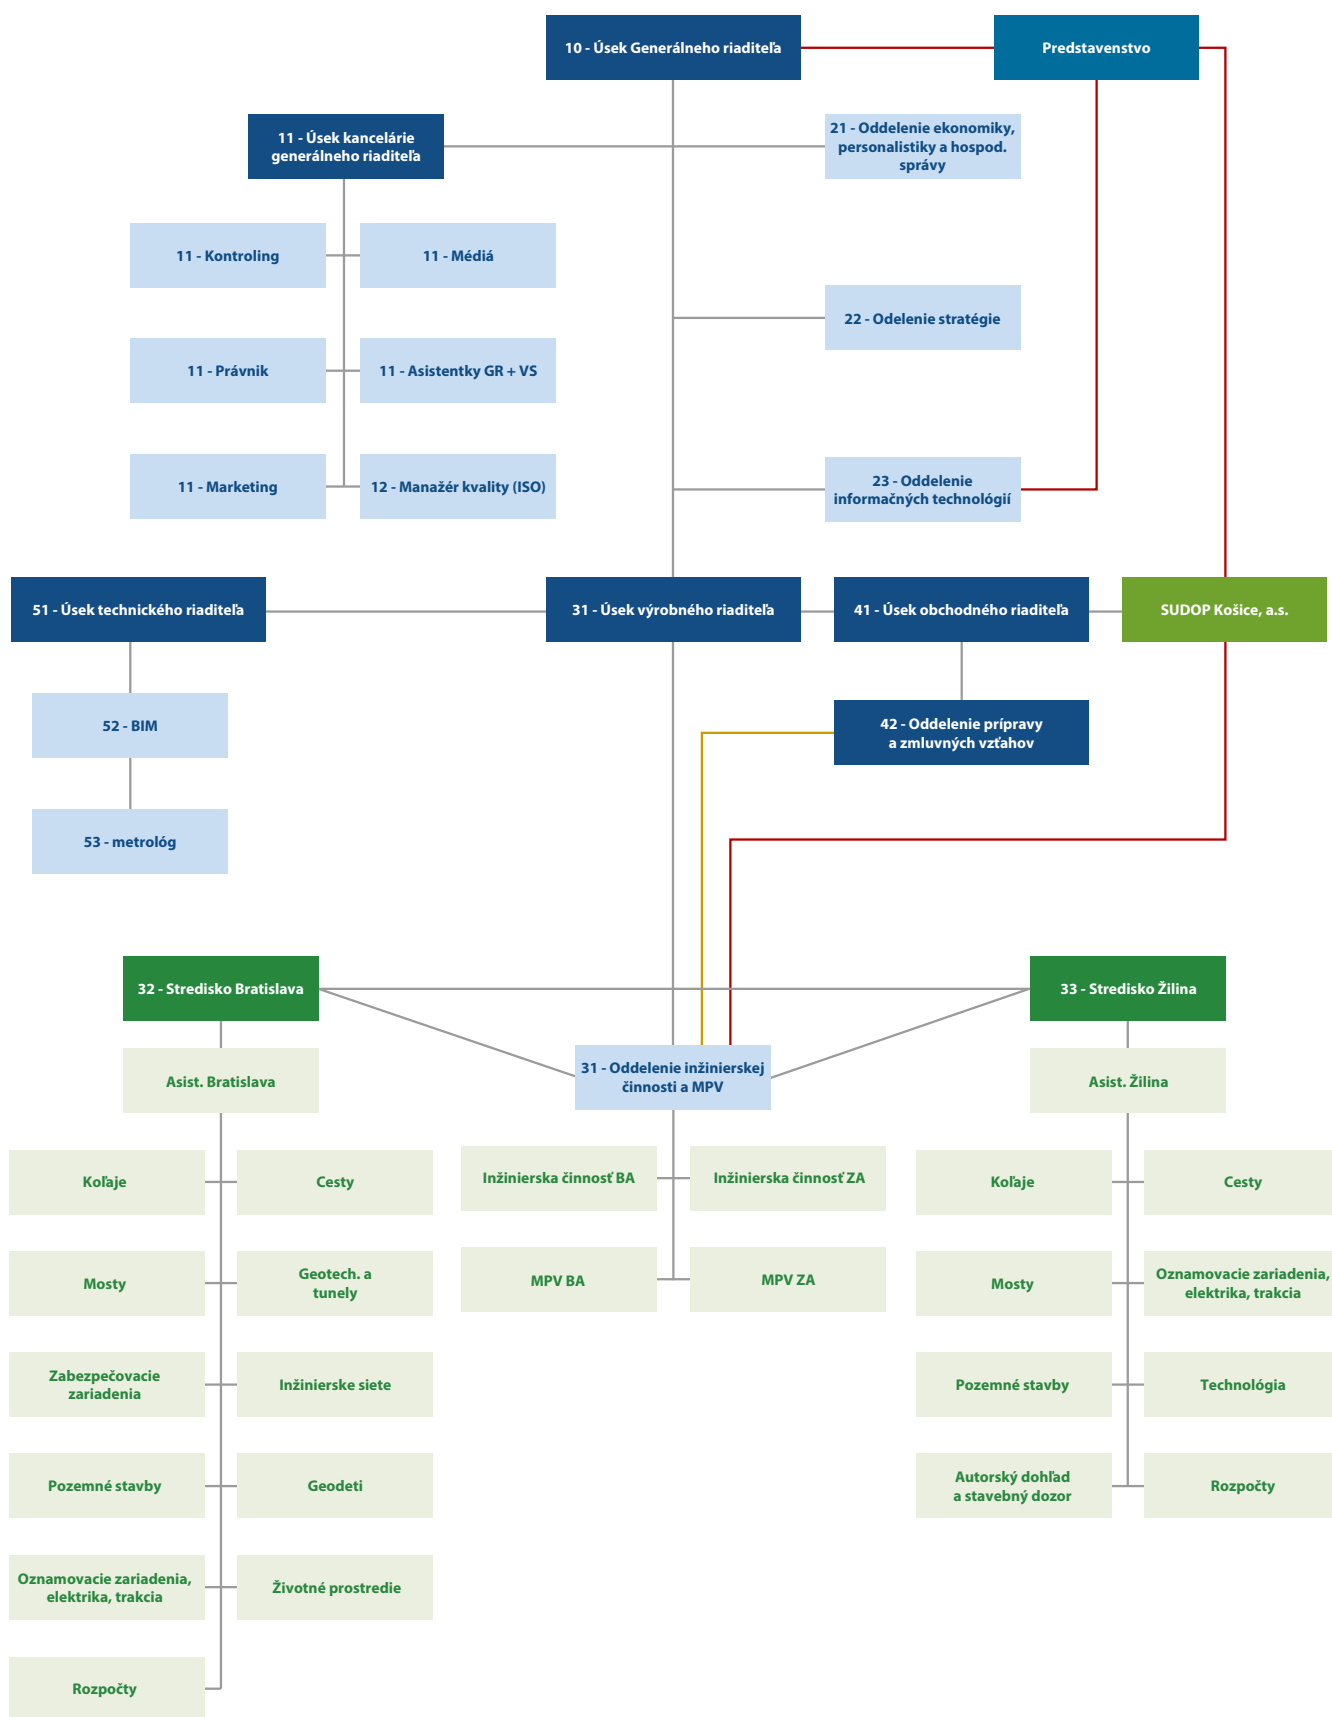 10 - Úsek Generálneho riaditeľa
Predstavenstvo
11 - Úsek kancelárie
generálneho riaditeľa
21 - Oddelenie ekonomiky,
personalistiky a hospod.
správy
11 - Kontroling
11 - Médiá
22 - Odelenie stratégie
11 - Právnik
11 - Asistentky GR + VS
11 - Marketing
12 - Manažér kvality (ISO)
23 - Oddelenie
informačných technológií
51 - Úsek technického riaditeľa
31 - Úsek výrobného riaditeľa
41 - Úsek obchodného riaditeľa
SUDOP Košice, a.s.
52 - BIM
42 - Oddelenie prípravy
a zmluvných vzťahov
53 - metrológ
32 - Stredisko Bratislava
33 - Stredisko Žilina
Asist. Bratislava
31 - Oddelenie inžinierskej
činnosti a MPV
Asist. Žilina
Koľaje
Cesty
Inžinierska činnosť BA
Inžinierska činnosť ZA
Koľaje
Cesty
Mosty
Geotech. a
tunely
MPV BA
MPV ZA
Mosty
Oznamovacie zariadenia,
elektrika, trakcia
Zabezpečovacie
zariadenia
Inžinierske siete
Pozemné stavby
Technológia
Pozemné stavby
Geodeti
Autorský dohľad
a stavebný dozor
Rozpočty
Oznamovacie zariadenia,
elektrika, trakcia
Životné prostredie
Rozpočty